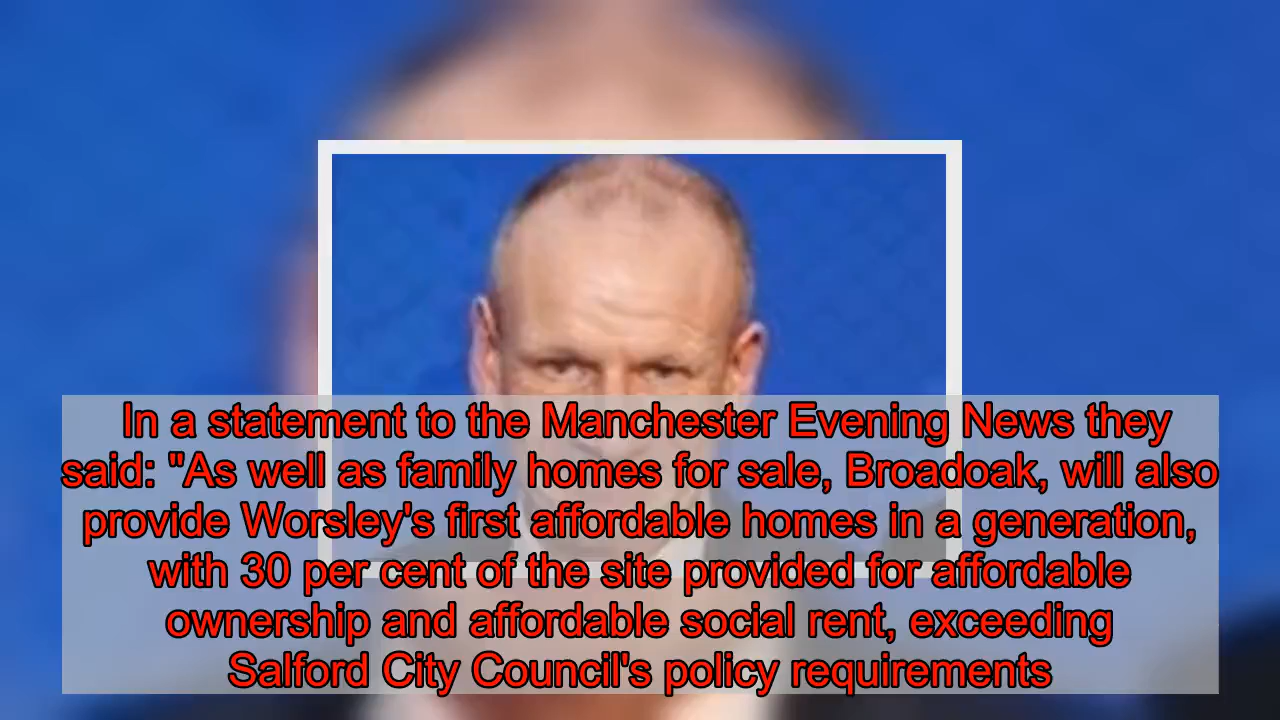 In a statement to the Manchester Evening News they
said: "As well as family homes for sale, Broadoak, will also
provide Worsley's first affordable homes in a generation,
with 30 per cent of the site provided for affordable
ownership and affordable social rent, exceeding
Salford City Council's policy requirements